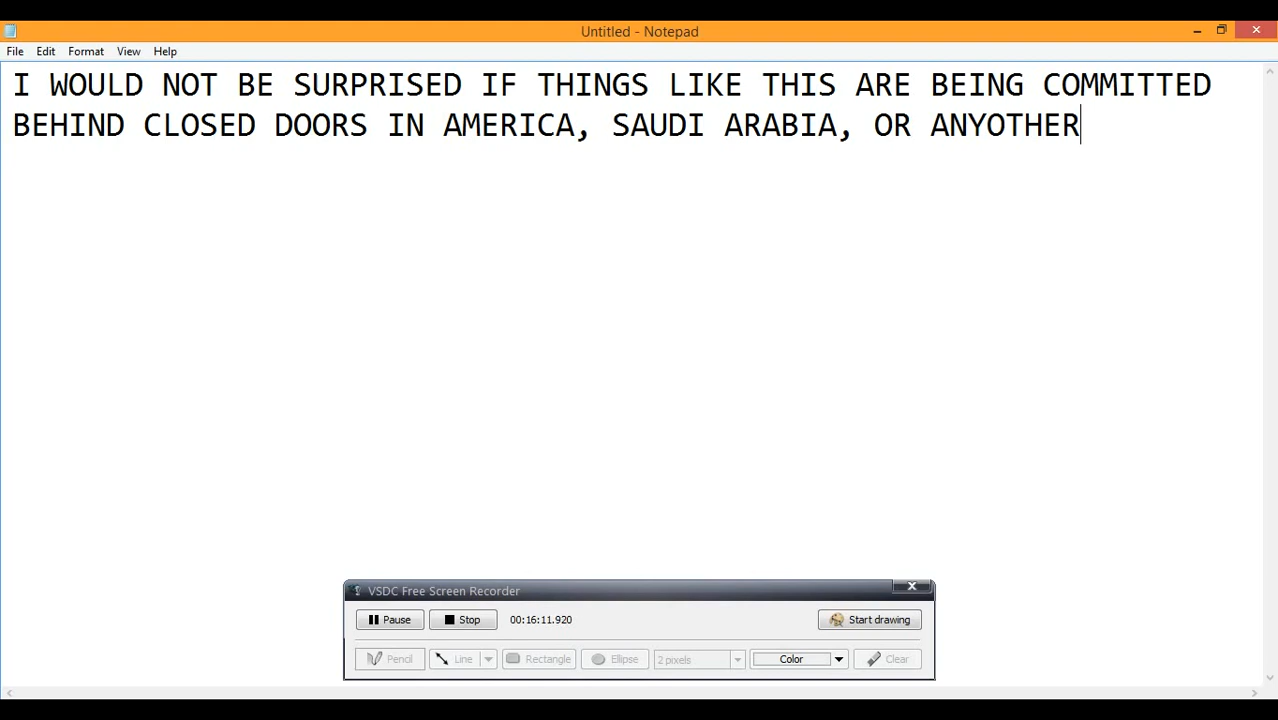 Untitled - Notepad
File Edit Format View Help
I WOULD NOT BE SURPRISED IF THINGS LIKE THIS ARE BEING COMMITTED
BEHIND CLOSED DOORS IN AMERICA, SAUDI ARABIA, OR ANYOTHER
VSDC Free Screen Recorder
Pause Stop 00:16:11.920 Start drawing
Pencil Line Rectangle Ellipse 2 pixels Color Clear